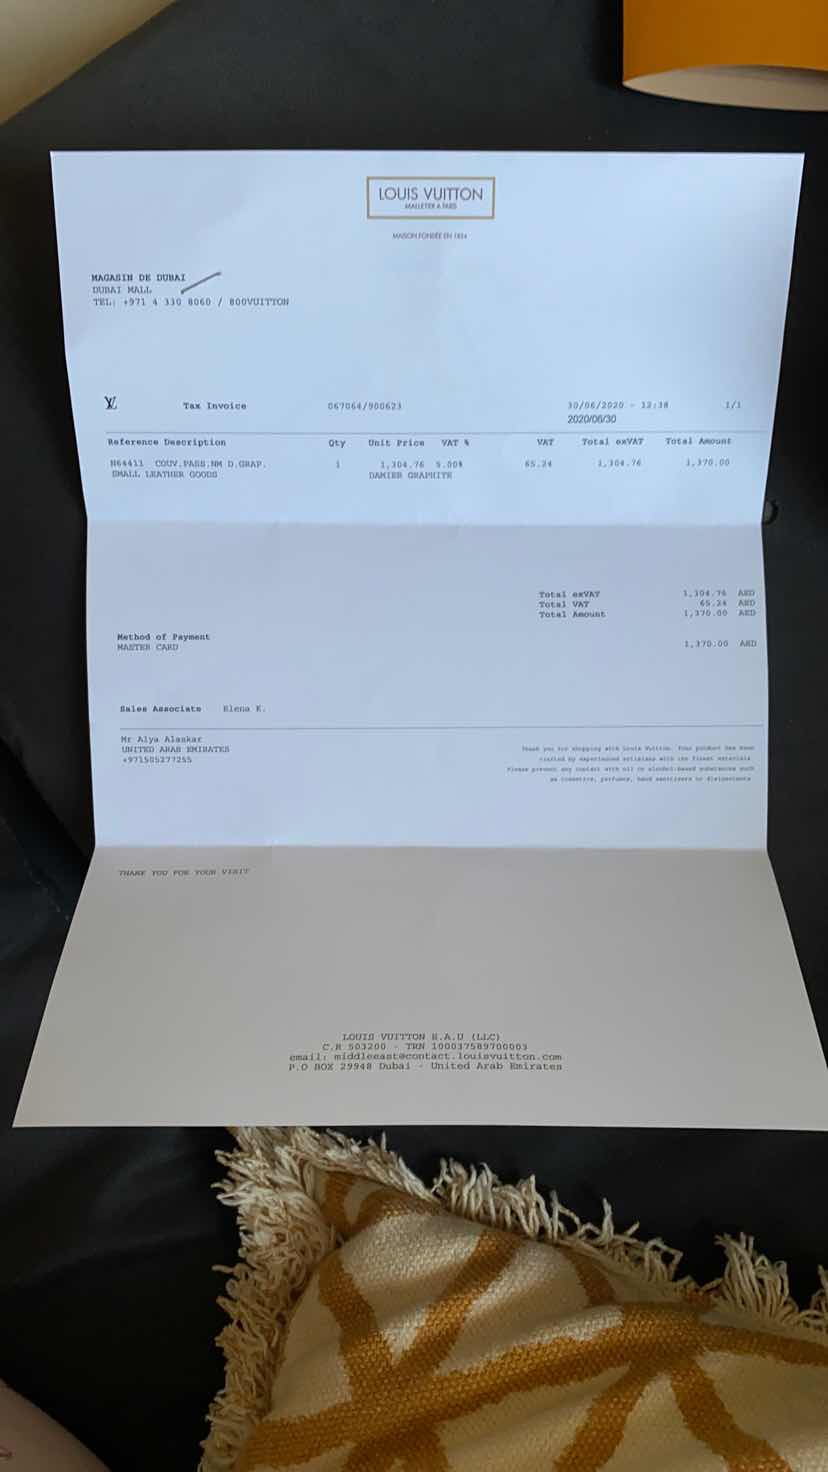 LOUIS VUITTON
MALLETIER À PARIS
MAISON FONDÉE EN 1854
MAGASIN DE DUBAI
DUBAI MALL
TEL: +971 4 330 8060 / 800VUITTON
LV Tax Invoice 067064/900623 30/06/2020 - 12:38 1/1
2020/06/30
Reference Description Qty Unit Price VAT % VAT Total exVAT Total Amount
N64411 COUV.PASS.NM D.GRAP. 1 1,304.76 5.00% 65.24 1,304.76 1,370.00
SMALL LEATHER GOODS DAMIER GRAPHITE
Total exVAT 1,304.76 AED
Total VAT 65.24 AED
Total Amount 1,370.00 AED
Method of Payment
MASTER CARD 1,370.00 AED
Sales Associate Elena K.
Mr Alya Alaskar
UNITED ARAB EMIRATES
+971505277255
Thank you for shopping with Louis Vuitton. Your product has been
crafted by experienced artisans with the finest materials.
Please prevent any contact with oil or alcohol-based substances such
as cosmetics, perfumes, hand sanitizers or disinfectants.
THANK YOU FOR YOUR VISIT
LOUIS VUITTON E.A.U (LLC)
C.R 503200 - TRN 100037589700003
email: middleeast@contact.louisvuitton.com
P.O BOX 29948 Dubai - United Arab Emirates